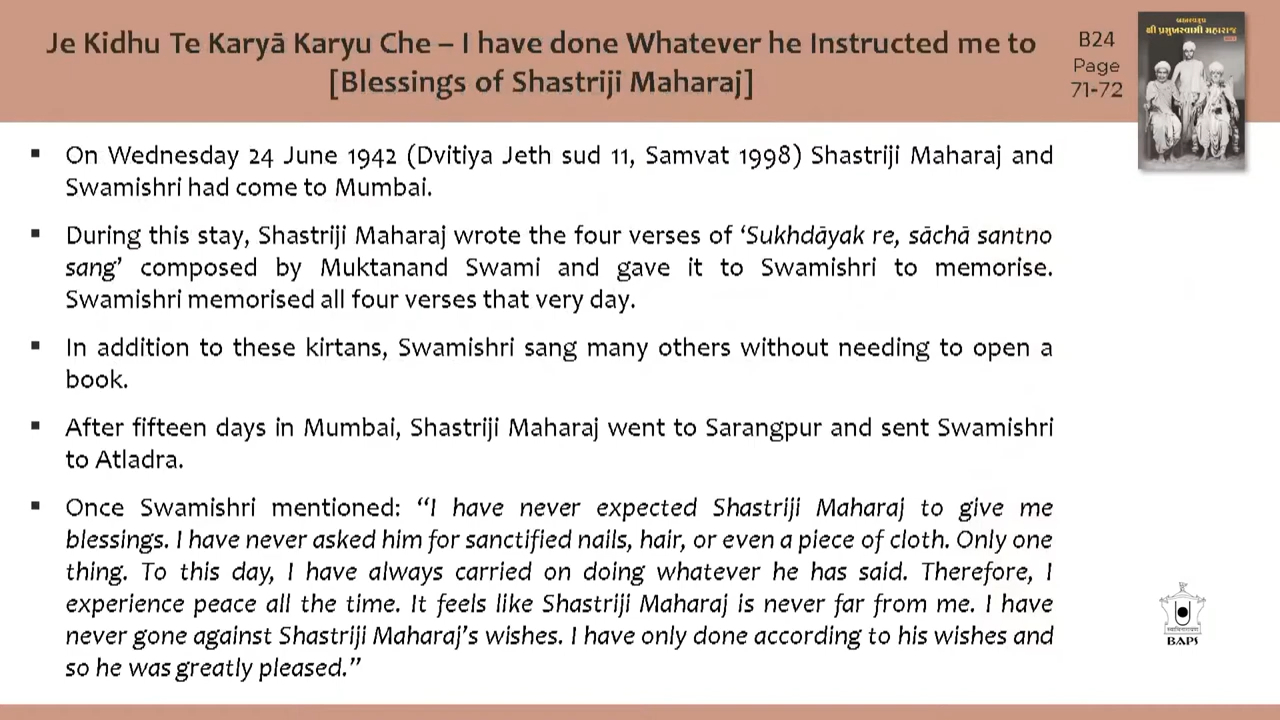 Je Kidhu Te Karyā Karyu Che – I have done Whatever he Instructed me to
[Blessings of Shastriji Maharaj]
B24
Page
71-72
શ્રી પ્રમુખસ્વામી મહારાજ
▪ On Wednesday 24 June 1942 (Dvitiya Jeth sud 11, Samvat 1998) Shastriji Maharaj and
Swamishri had come to Mumbai.
▪ During this stay, Shastriji Maharaj wrote the four verses of ‘Sukhdāyak re, sāchā santno
sang’ composed by Muktanand Swami and gave it to Swamishri to memorise.
Swamishri memorised all four verses that very day.
▪ In addition to these kirtans, Swamishri sang many others without needing to open a
book.
▪ After fifteen days in Mumbai, Shastriji Maharaj went to Sarangpur and sent Swamishri
to Atladra.
▪ Once Swamishri mentioned: “I have never expected Shastriji Maharaj to give me
blessings. I have never asked him for sanctified nails, hair, or even a piece of cloth. Only one
thing. To this day, I have always carried on doing whatever he has said. Therefore, I
experience peace all the time. It feels like Shastriji Maharaj is never far from me. I have
never gone against Shastriji Maharaj’s wishes. I have only done according to his wishes and
so he was greatly pleased.”
BAPS